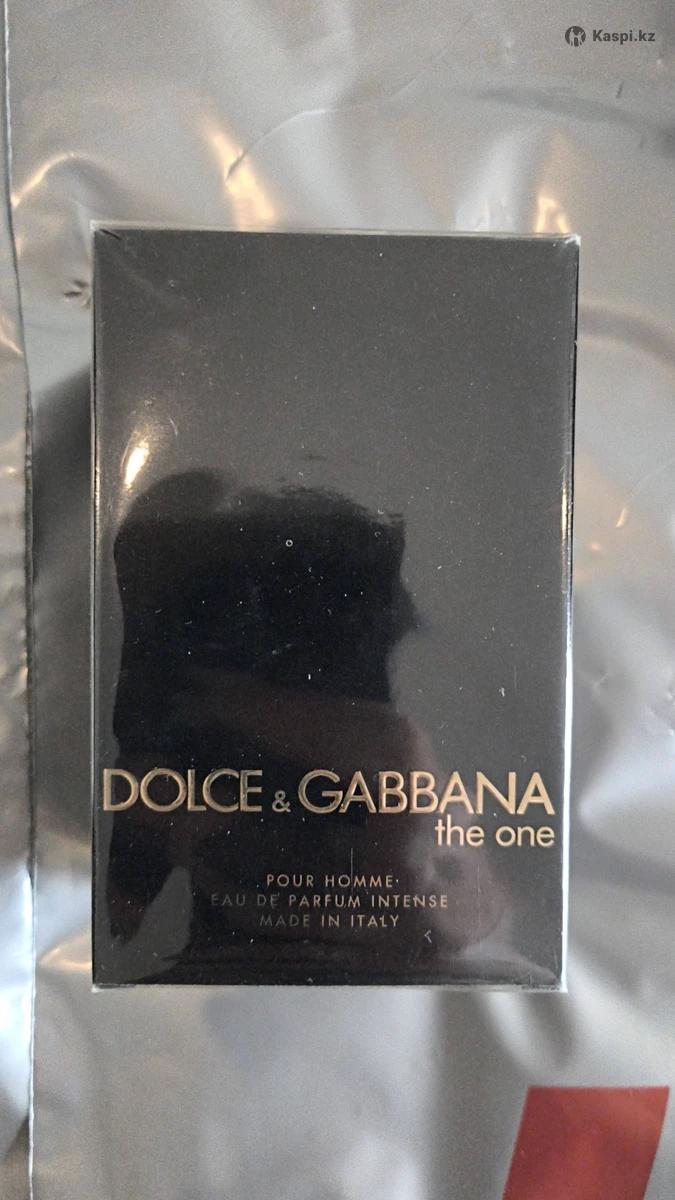 Kaspi.kz
DOLCE & GABBANA
the one
POUR HOMME
EAU DE PARFUM INTENSE
MADE IN ITALY